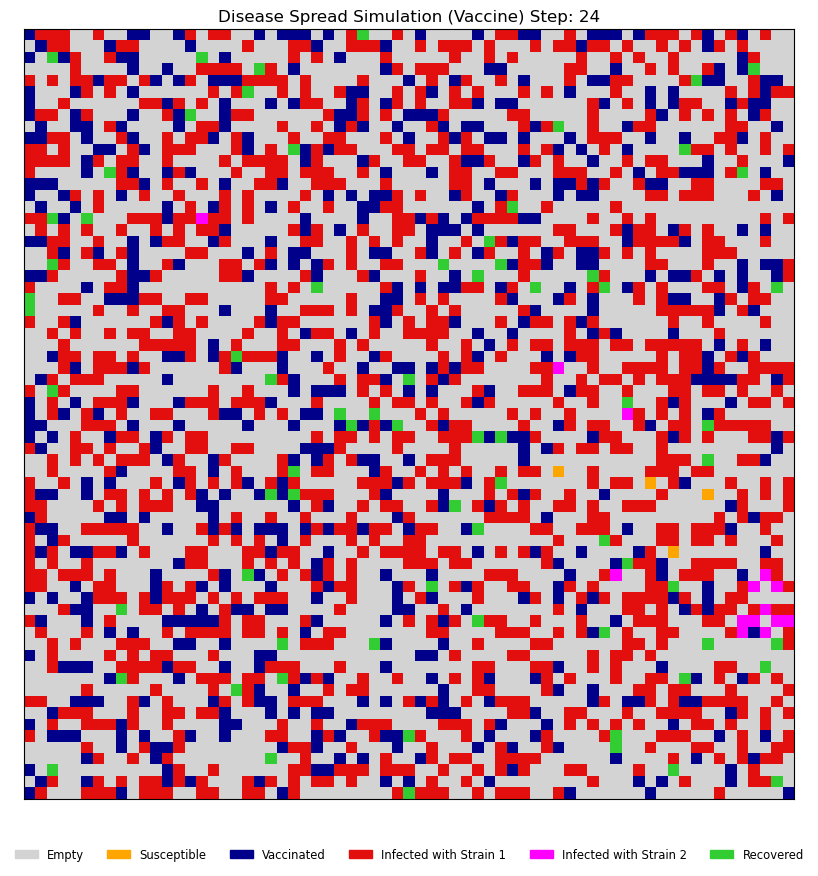 Disease Spread Simulation (Vaccine) Step: 24
Empty Susceptible Vaccinated Infected with Strain 1 Infected with Strain 2 Recovered